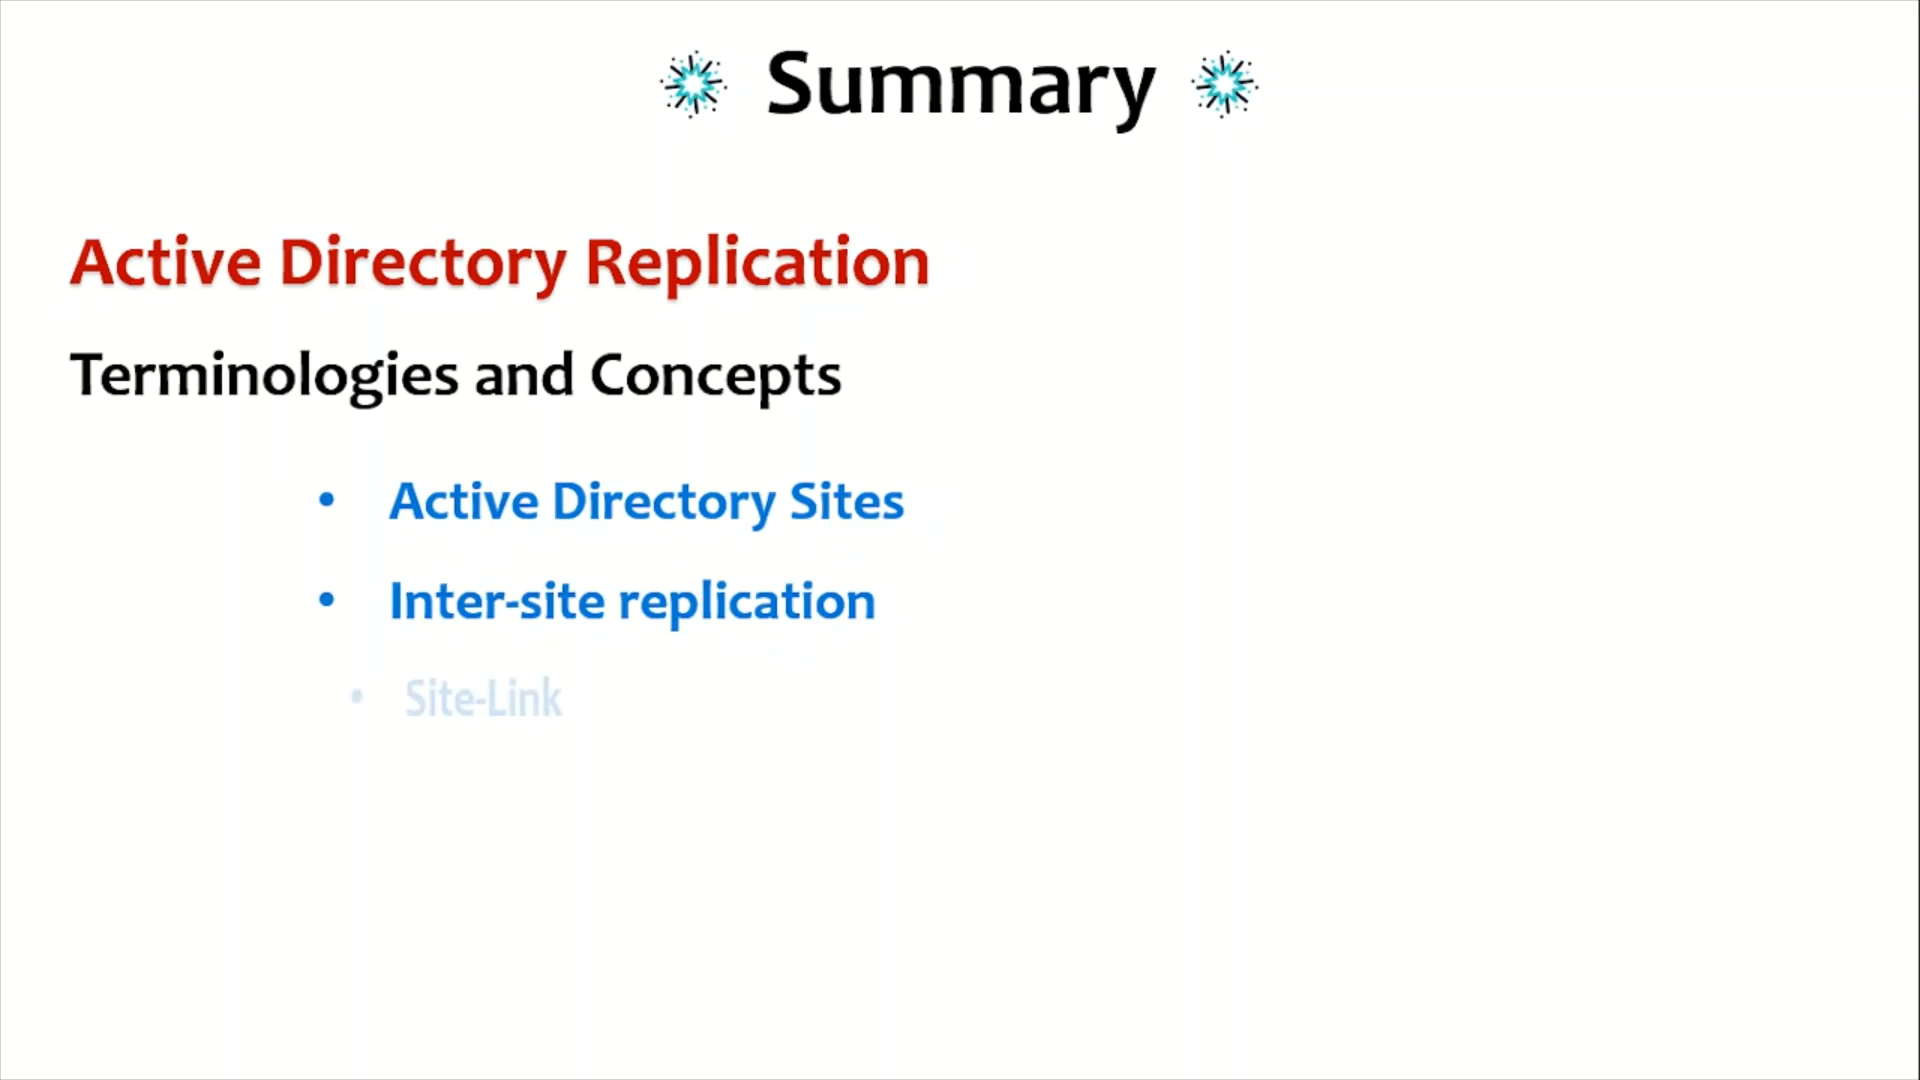 Summary
Active Directory Replication
Terminologies and Concepts
• Active Directory Sites
• Inter-site replication
• Site-Link